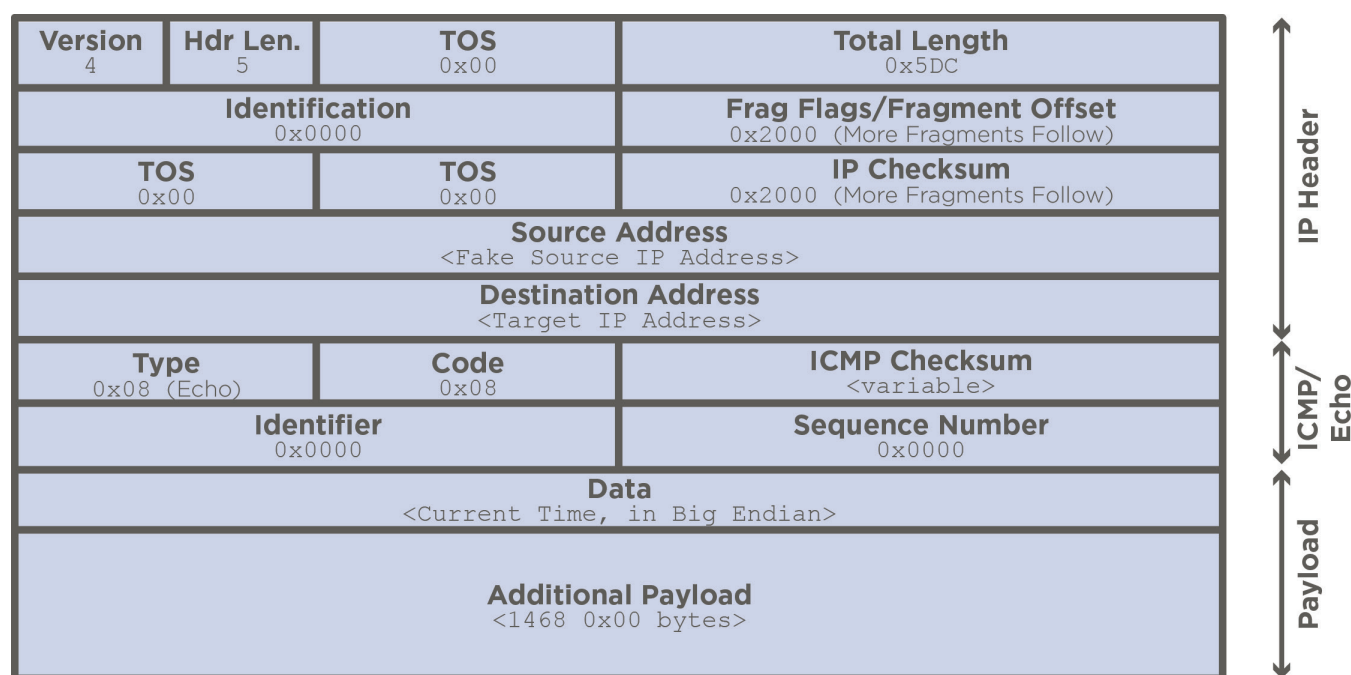 Version Hdr Len. TOS Total Length
4 5 0x00 0x5DC
Identification Frag Flags/Fragment Offset
0x0000 0x2000 (More Fragments Follow)
TOS TOS IP Checksum
0x00 0x00 0x2000 (More Fragments Follow)
Source Address
<Fake Source IP Address>
Destination Address
<Target IP Address>
Type Code ICMP Checksum
0x08 (Echo) 0x08 <variable>
Identifier Sequence Number
0x0000 0x0000
Data
<Current Time, in Big Endian>
Additional Payload
<1468 0x00 bytes>
IP Header
ICMP/
Echo
Payload